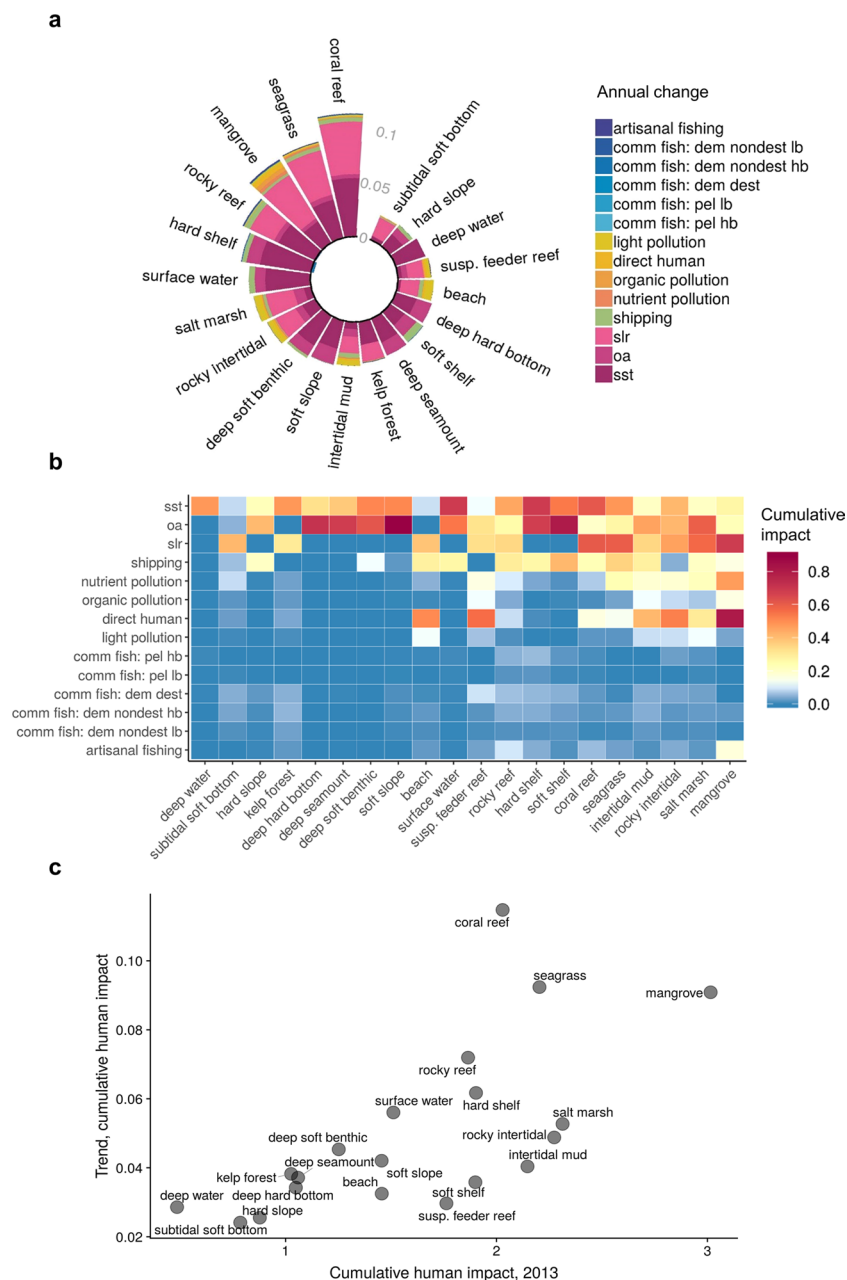 a
coral reef
seagrass
mangrove
rocky reef
hard shelf
surface water
salt marsh
rocky intertidal
deep soft benthic
soft slope
intertidal mud
kelp forest
deep seamount
soft shelf
deep hard bottom
beach
susp. feeder reef
deep water
hard slope
subtidal soft bottom
0.1
0.05
0
Annual change
artisanal fishing
comm fish: dem nondest lb
comm fish: dem nondest hb
comm fish: dem dest
comm fish: pel lb
comm fish: pel hb
light pollution
direct human
organic pollution
nutrient pollution
shipping
slr
oa
sst
b
sst
oa
slr
shipping
nutrient pollution
organic pollution
direct human
light pollution
comm fish: pel hb
comm fish: pel lb
comm fish: dem dest
comm fish: dem nondest hb
comm fish: dem nondest lb
artisanal fishing
deep water
subtidal soft bottom
hard slope
kelp forest
deep hard bottom
deep seamount
deep soft benthic
soft slope
beach
surface water
susp. feeder reef
rocky reef
hard shelf
soft shelf
coral reef
seagrass
intertidal mud
rocky intertidal
salt marsh
mangrove
Cumulative
impact
0.8
0.6
0.4
0.2
0.0
c
Trend, cumulative human impact
0.10
0.08
0.06
0.04
0.02
coral reef
seagrass
mangrove
rocky reef
hard shelf
surface water
salt marsh
rocky intertidal
deep soft benthic
intertidal mud
deep seamount
soft slope
kelp forest
beach
deep water
deep hard bottom
soft shelf
hard slope
susp. feeder reef
subtidal soft bottom
1
2
3
Cumulative human impact, 2013